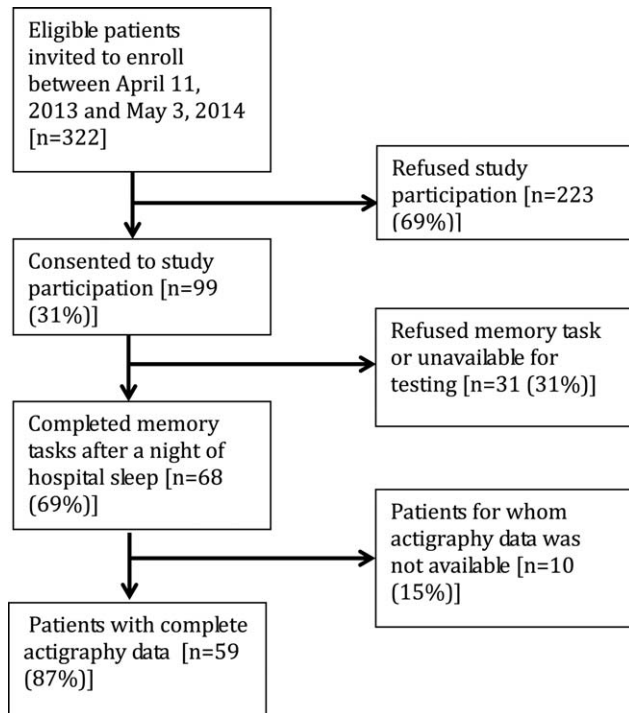 Eligible patients
invited to enroll
between April 11,
2013 and May 3, 2014
[n=322]
Refused study
participation [n=223
(69%)]
Consented to study
participation [n=99
(31%)]
Refused memory task
or unavailable for
testing [n=31 (31%)]
Completed memory
tasks after a night of
hospital sleep [n=68
(69%)]
Patients for whom
actigraphy data was
not available [n=10
(15%)]
Patients with complete
actigraphy data [n=59
(87%)]